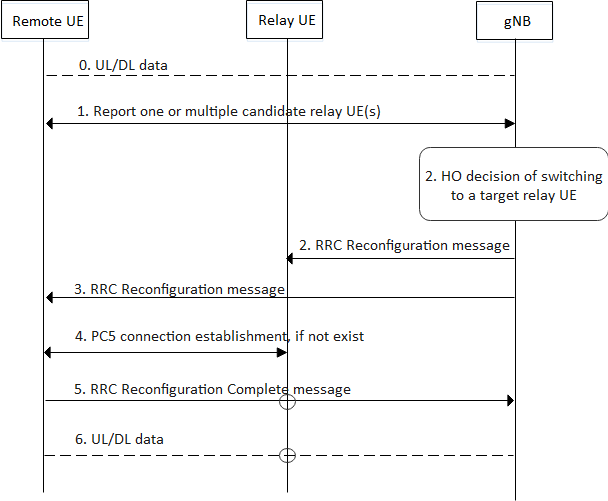 Remote UE
Relay UE
gNB
0. UL/DL data
1. Report one or multiple candidate relay UE(s)
2. HO decision of switching
to a target relay UE
2. RRC Reconfiguration message
3. RRC Reconfiguration message
4. PC5 connection establishment, if not exist
5. RRC Reconfiguration Complete message
6. UL/DL data